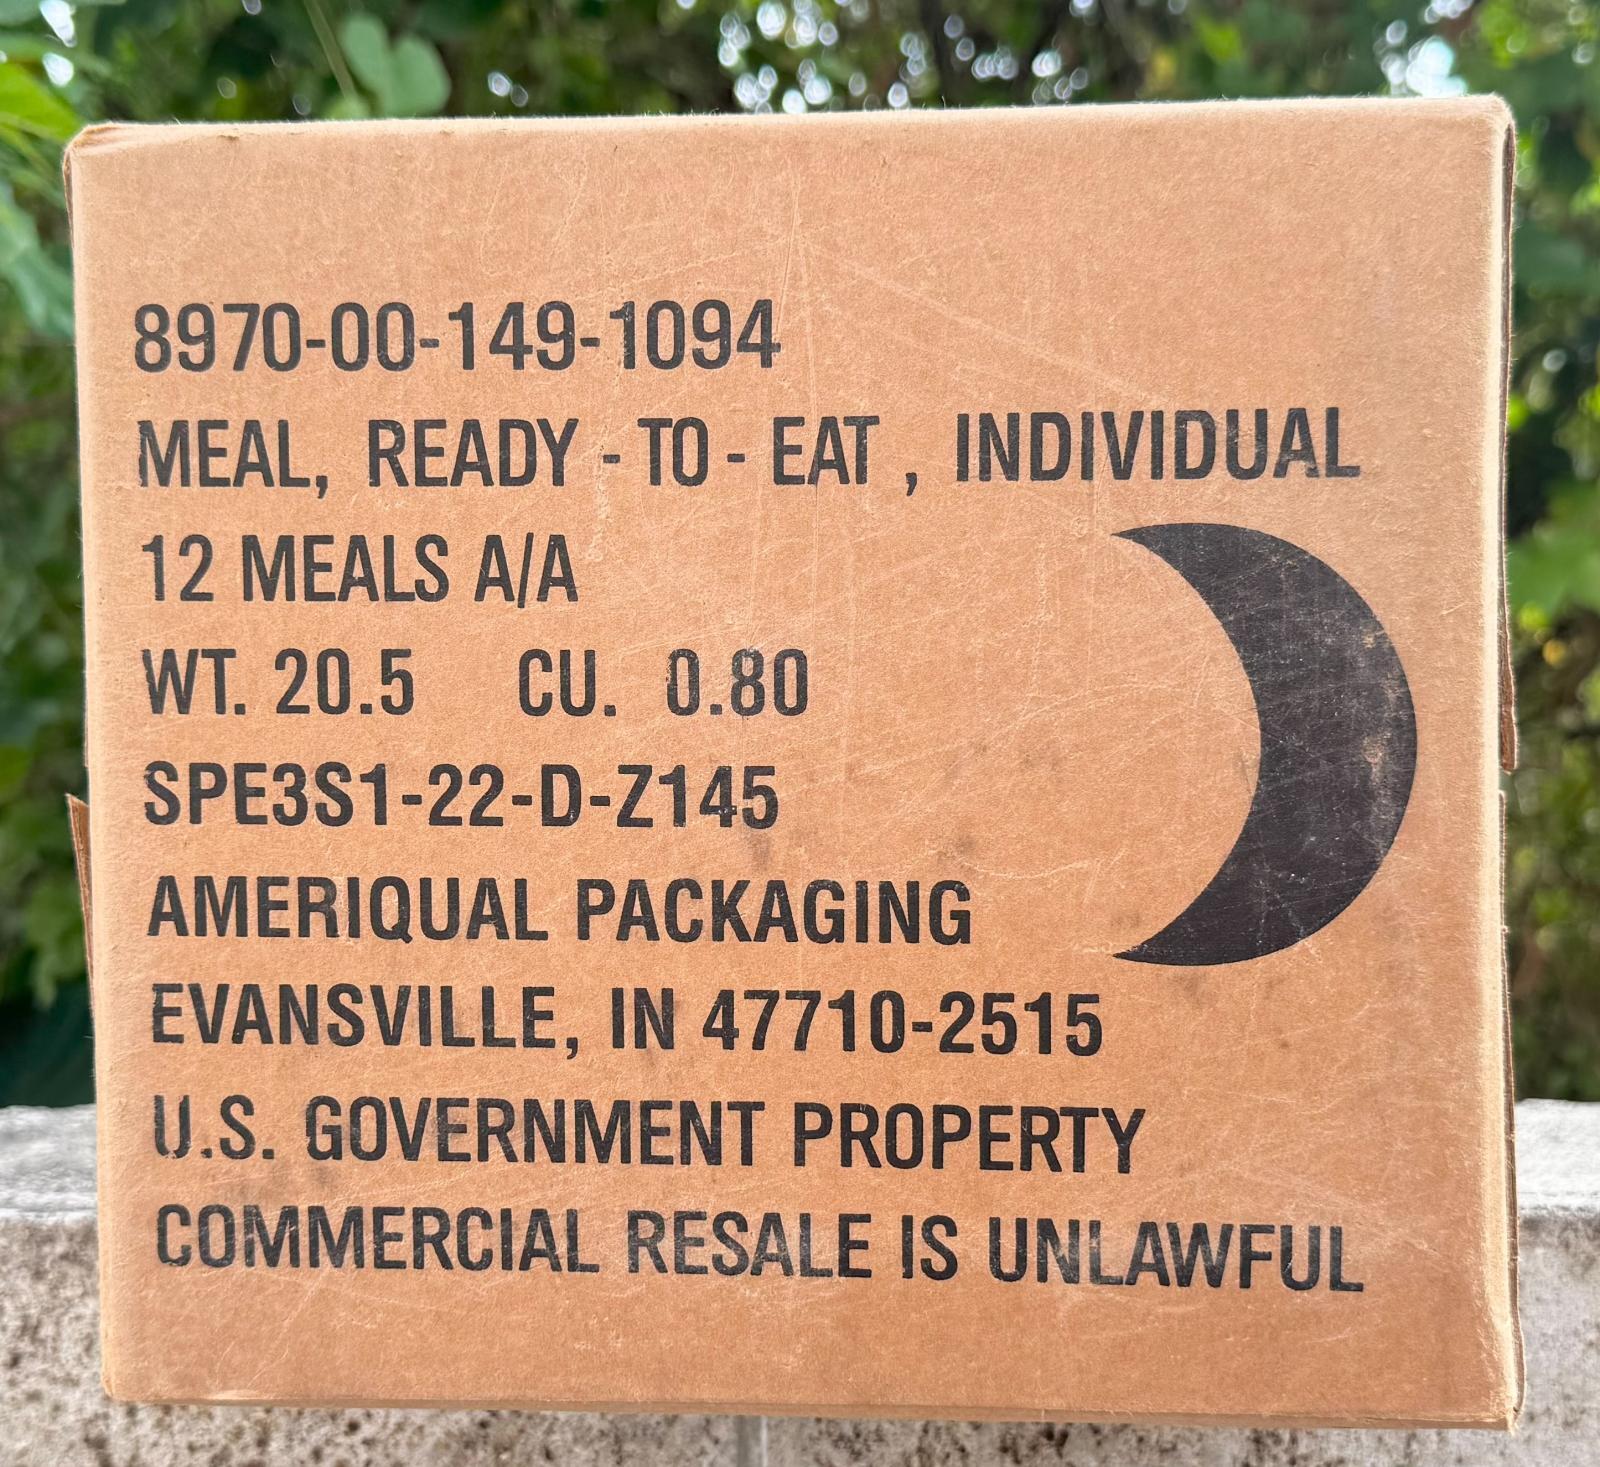 8970-00-149-1094
MEAL, READY - TO - EAT , INDIVIDUAL
12 MEALS A/A
WT. 20.5 CU. 0.80
SPE3S1-22-D-Z145
AMERIQUAL PACKAGING
EVANSVILLE, IN 47710-2515
U.S. GOVERNMENT PROPERTY
COMMERCIAL RESALE IS UNLAWFUL